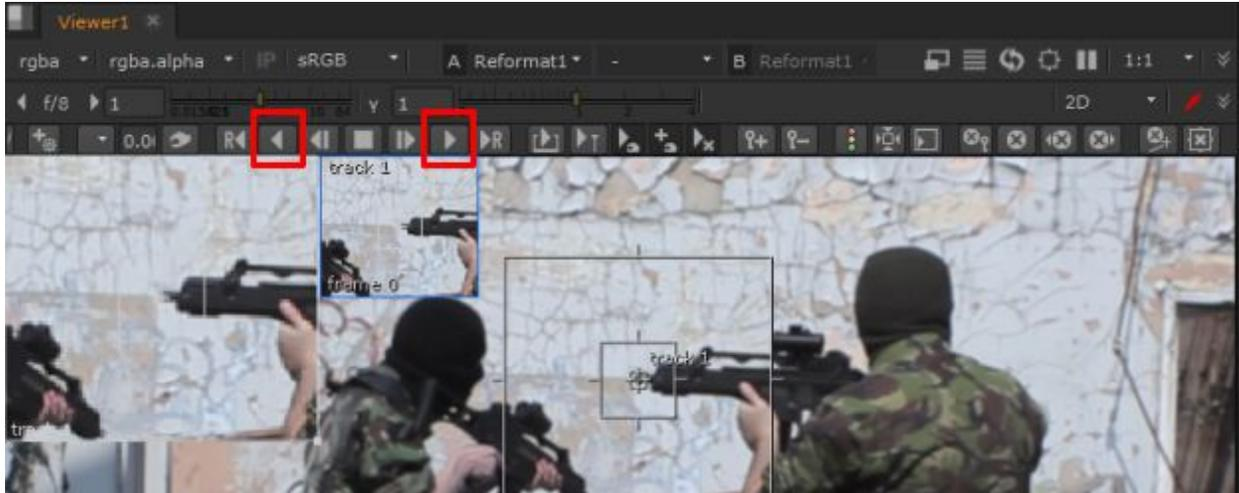 Viewer1
rgba rgba.alpha IP sRGB A Reformat1 - B Reformat1 - 1:1
f/8 1 Y 1 2D
0.0 R R T
track 1
frame 0
track 1